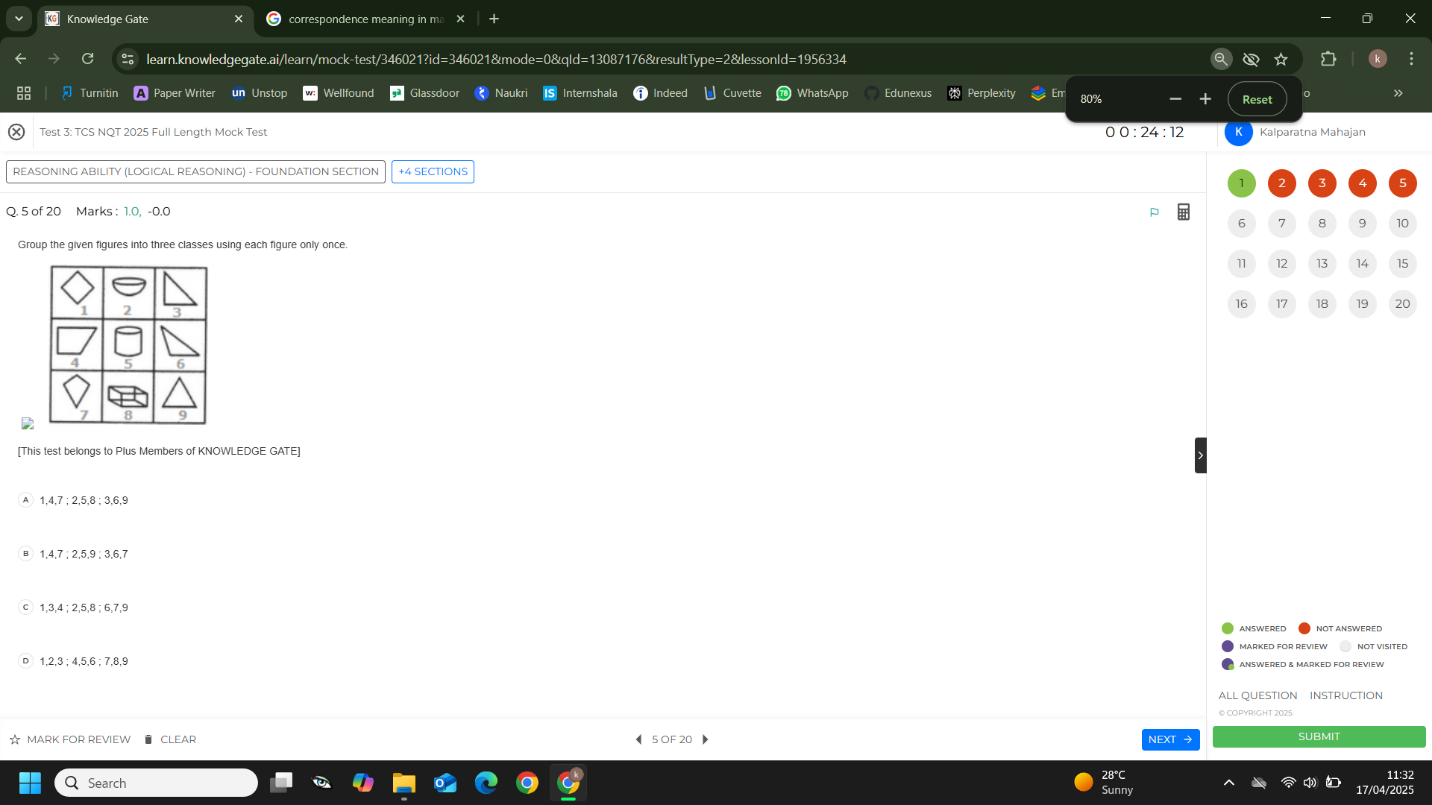 Knowledge Gate
correspondence meaning in ma
learn.knowledgegate.ai/learn/mock-test/346021?id=346021&mode=0&qId=13087176&resultType=2&lessonId=1956334
k
Turnitin
Paper Writer
Unstop
Wellfound
Glassdoor
Naukri
Internshala
Indeed
Cuvette
WhatsApp
Edunexus
Perplexity
Em
80%
Reset
Test 3: TCS NQT 2025 Full Length Mock Test
0 0 : 24 : 12
K
Kalparatna Mahajan
REASONING ABILITY (LOGICAL REASONING) - FOUNDATION SECTION
+4 SECTIONS
Q. 5 of 20 Marks : 1.0, -0.0
Group the given figures into three classes using each figure only once.
1 2 3
4 5 6
7 8 9
[This test belongs to Plus Members of KNOWLEDGE GATE]
A 1,4,7 ; 2,5,8 ; 3,6,9
B 1,4,7 ; 2,5,9 ; 3,6,7
C 1,3,4 ; 2,5,8 ; 6,7,9
D 1,2,3 ; 4,5,6 ; 7,8,9
MARK FOR REVIEW
CLEAR
5 OF 20
NEXT
1 2 3 4 5
6 7 8 9 10
11 12 13 14 15
16 17 18 19 20
ANSWERED
NOT ANSWERED
MARKED FOR REVIEW
NOT VISITED
ANSWERED & MARKED FOR REVIEW
ALL QUESTION
INSTRUCTION
© COPYRIGHT 2025
SUBMIT
Search
28°C
Sunny
11:32
17/04/2025